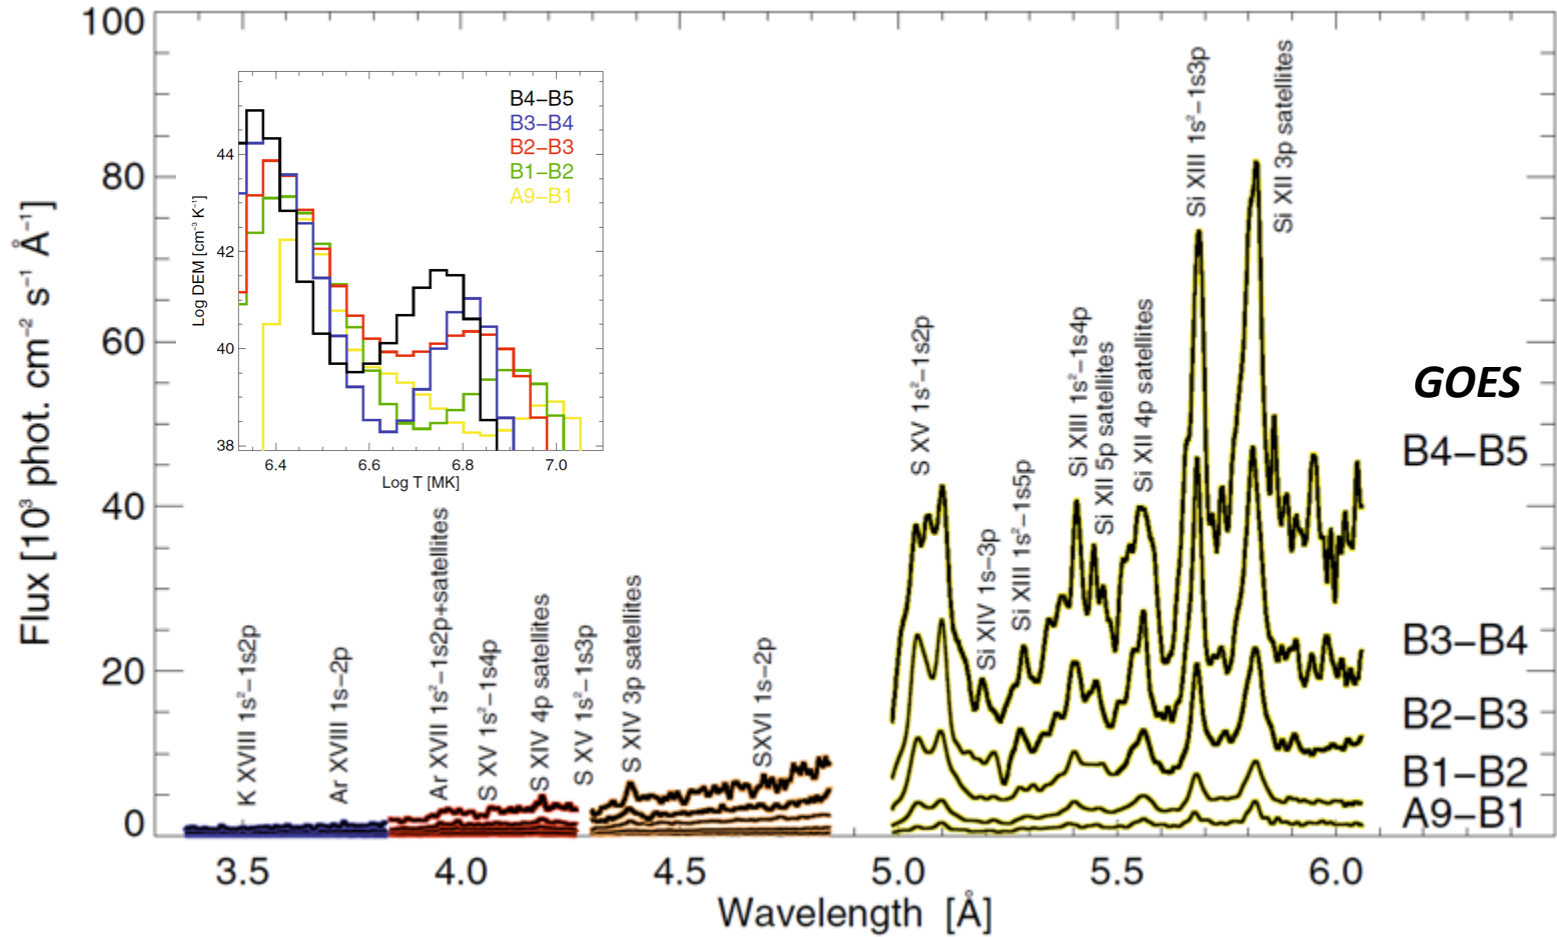 Flux [10³ phot. cm⁻² s⁻¹ Å⁻¹]
100
80
60
40
20
0
Log DEM [cm⁻³ K⁻¹]
44
42
40
38
B4−B5
B3−B4
B2−B3
B1−B2
A9−B1
6.4 6.6 6.8 7.0
Log T [MK]
K XVIII 1s²−1s2p
Ar XVIII 1s−2p
Ar XVII 1s²−1s2p+satellites
S XV 1s²−1s4p
S XIV 4p satellites
S XV 1s²−1s3p
S XIV 3p satellites
SXVI 1s−2p
S XV 1s²−1s2p
Si XIV 1s−3p
Si XIII 1s²−1s5p
Si XIII 1s²−1s4p
Si XII 5p satellites
Si XII 4p satellites
Si XIII 1s²−1s3p
Si XII 3p satellites
GOES
B4−B5
B3−B4
B2−B3
B1−B2
A9−B1
3.5 4.0 4.5 5.0 5.5 6.0
Wavelength [Å]